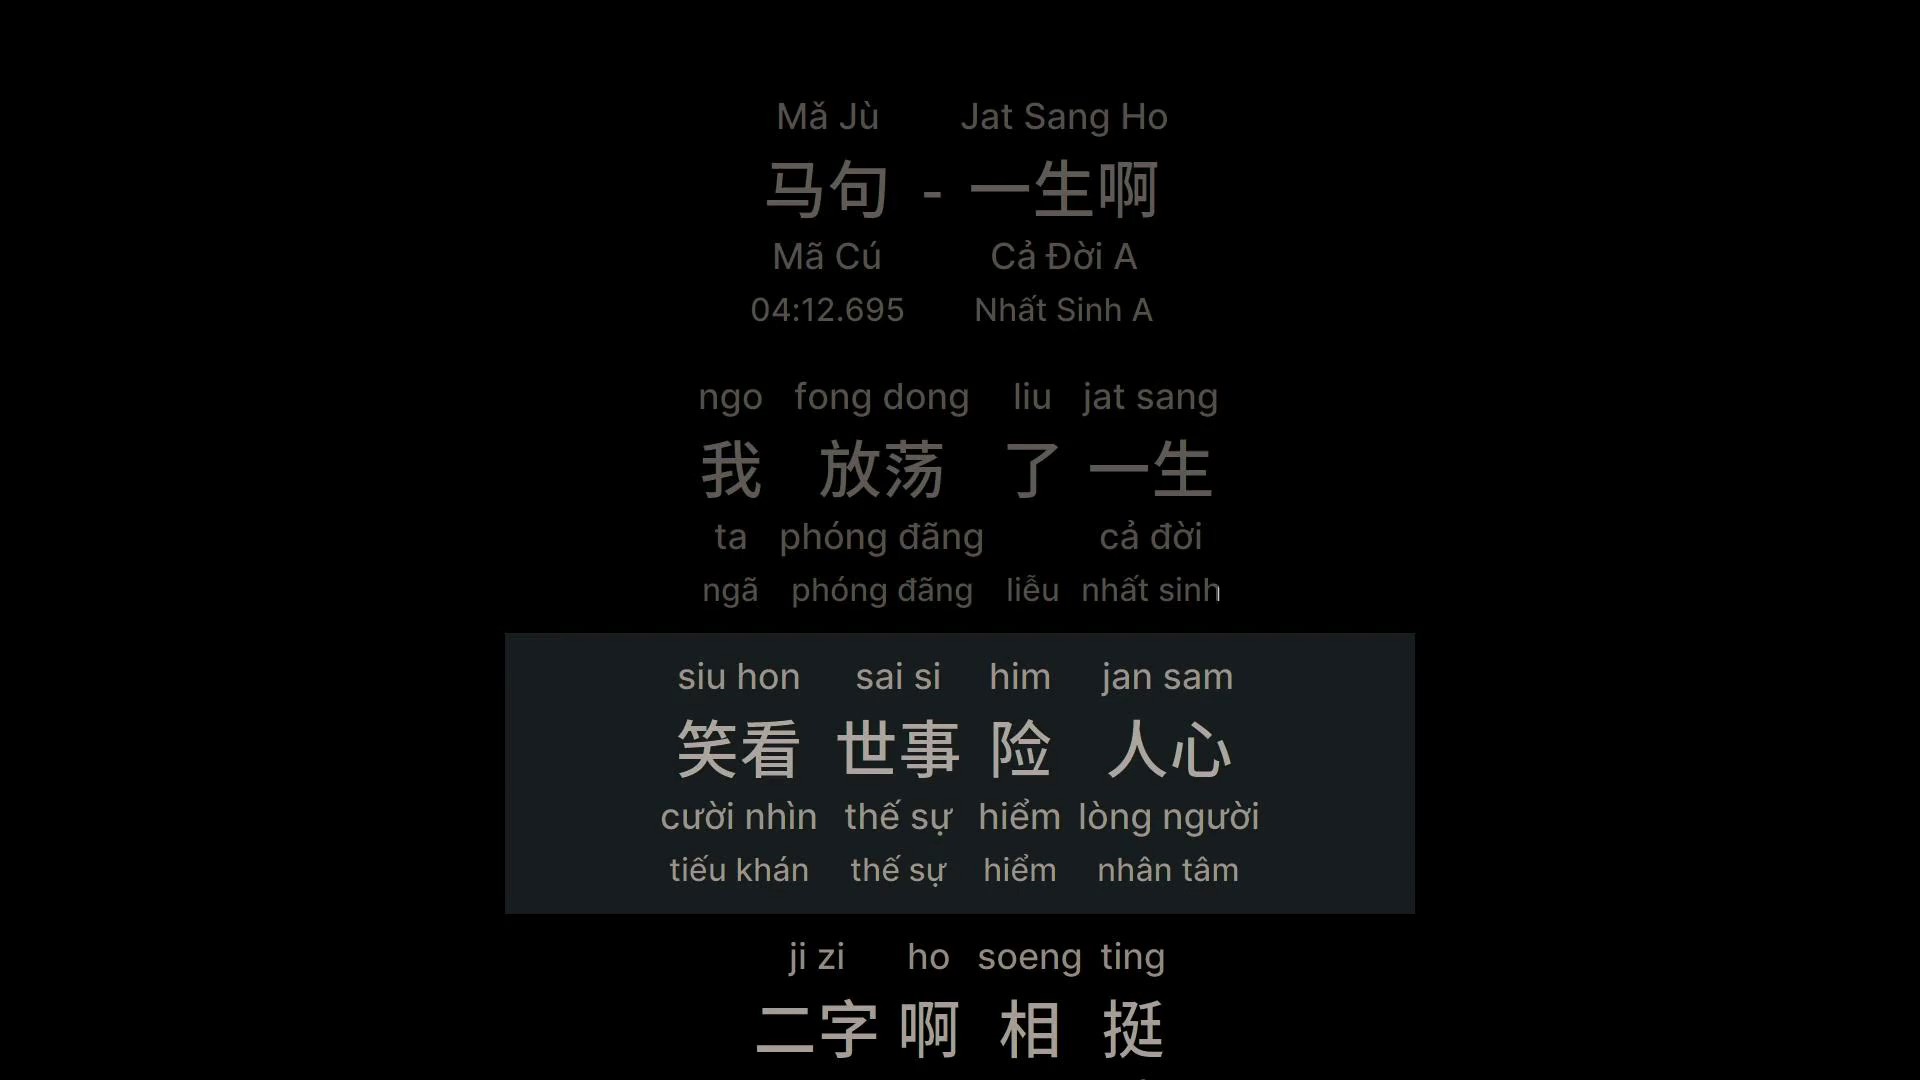 Mǎ Jù Jat Sang Ho
马句 - 一生啊
Mã Cú Cả Đời A
04:12.695 Nhất Sinh A
ngo fong dong liu jat sang
我 放荡 了 一生
ta phóng đãng cả đời
ngã phóng đãng liễu nhất sinh
siu hon sai si him jan sam
笑看 世事 险 人心
cười nhìn thế sự hiểm lòng người
tiếu khán thế sự hiểm nhân tâm
ji zi ho soeng ting
二字 啊 相 挺